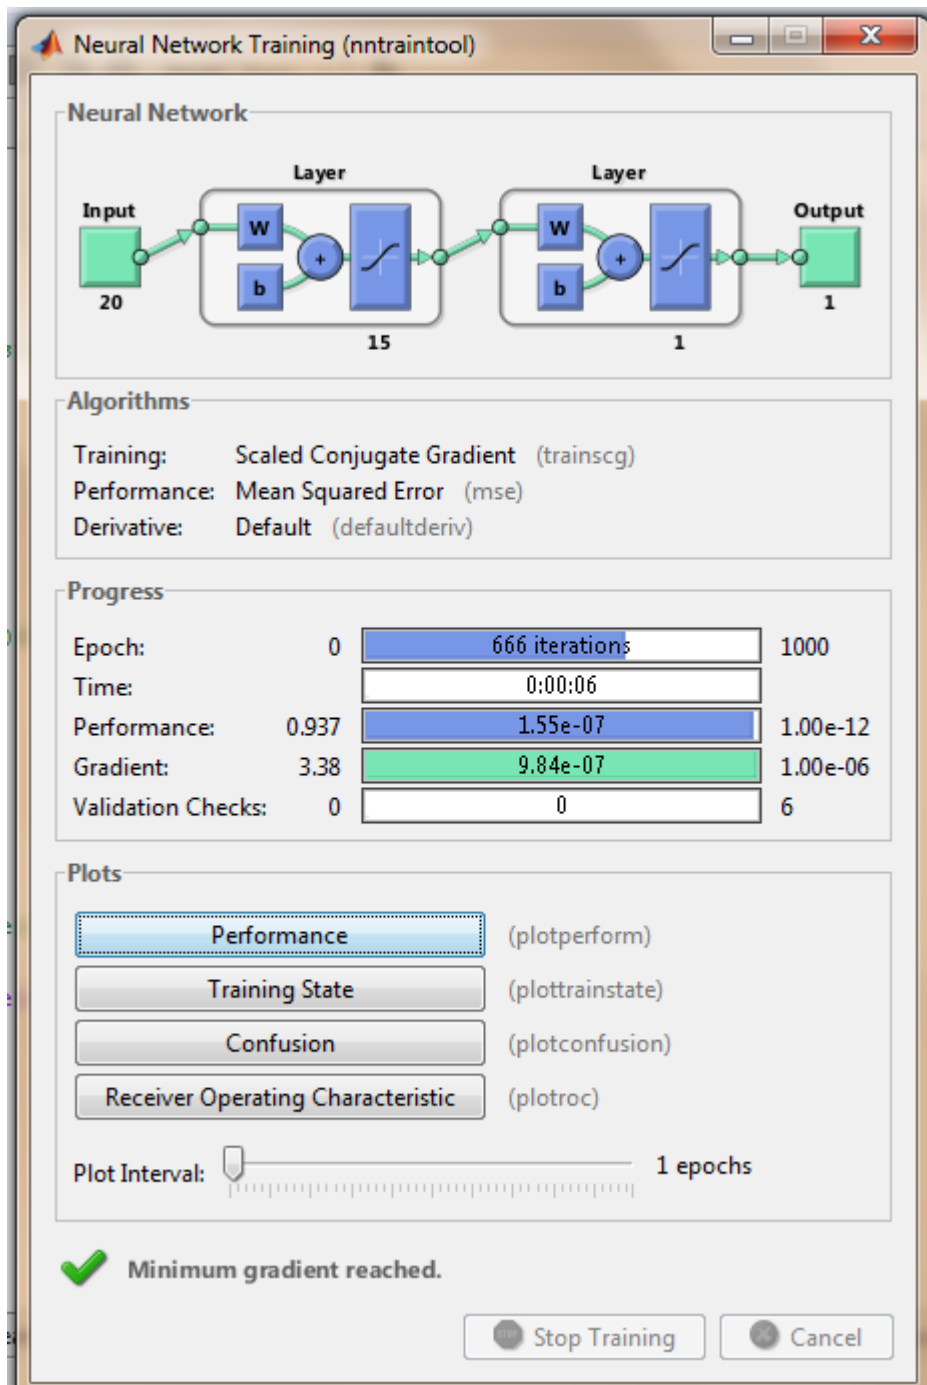 Neural Network Training (nntraintool)
Neural Network
Layer Layer
Input Output
W W
+ +
b b
20 1
15 1
Algorithms
Training: Scaled Conjugate Gradient (trainscg)
Performance: Mean Squared Error (mse)
Derivative: Default (defaultderiv)
Progress
Epoch: 0 666 iterations 1000
Time: 0:00:06
Performance: 0.937 1.55e-07 1.00e-12
Gradient: 3.38 9.84e-07 1.00e-06
Validation Checks: 0 0 6
Plots
Performance (plotperform)
Training State (plottrainstate)
Confusion (plotconfusion)
Receiver Operating Characteristic (plotroc)
Plot Interval: 1 epochs
Minimum gradient reached.
STOP Stop Training Cancel